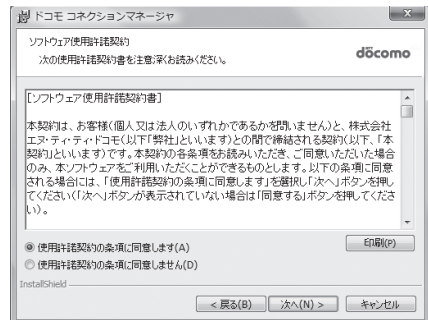 ドコモ コネクションマネージャ
ソフトウェア使用許諾契約
次の使用許諾契約書を注意深くお読みください。
döcomo
[ソフトウェア使用許諾契約書]
本契約は、お客様(個人又は法人のいずれかであるかを問いません)と、株式会社
エヌ・ティ・ティ・ドコモ(以下「弊社」といいます)との間で締結される契約(以下、「本
契約」といいます)です。本契約の各条項をお読みいただき、ご同意いただいた場合
のみ、本ソフトウェアをご利用いただくことができるものとします。以下の条項に同意
される場合には、「使用許諾契約の条項に同意します」を選択し「次へ」ボタンを押し
てください(「次へ」ボタンが表示されていない場合は「同意する」ボタンを押してくださ
い)。
使用許諾契約の条項に同意します(A)
印刷(P)
使用許諾契約の条項に同意しません(D)
InstallShield
< 戻る(B)
次へ(N) >
キャンセル